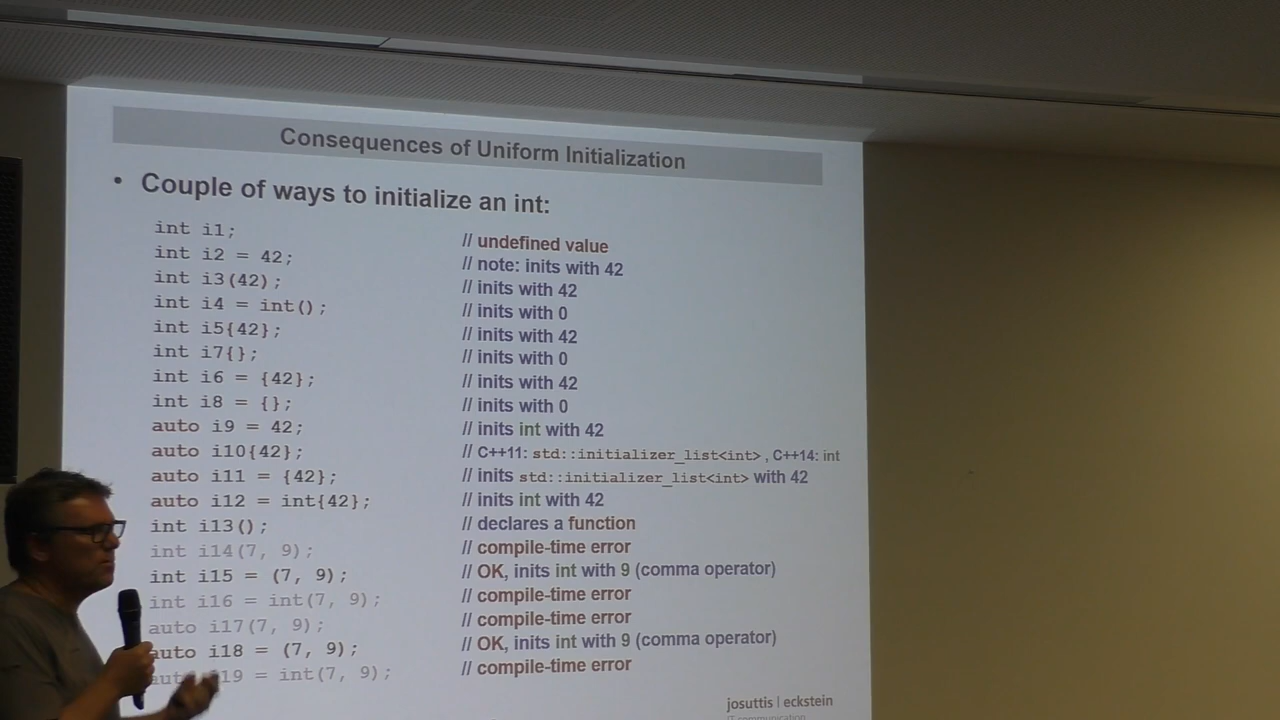 Consequences of Uniform Initialization
• Couple of ways to initialize an int:
int i1; // undefined value
int i2 = 42; // note: inits with 42
int i3(42); // inits with 42
int i4 = int(); // inits with 0
int i5{42}; // inits with 42
int i7{}; // inits with 0
int i6 = {42}; // inits with 42
int i8 = {}; // inits with 0
auto i9 = 42; // inits int with 42
auto i10{42}; // C++11: std::initializer_list<int>, C++14: int
auto i11 = {42}; // inits std::initializer_list<int> with 42
auto i12 = int{42}; // inits int with 42
int i13(); // declares a function
int i14(7, 9); // compile-time error
int i15 = (7, 9); // OK, inits int with 9 (comma operator)
int i16 = int(7, 9); // compile-time error
auto i17(7, 9); // compile-time error
auto i18 = (7, 9); // OK, inits int with 9 (comma operator)
auto i19 = int(7, 9); // compile-time error
josuttis | eckstein
IT communication